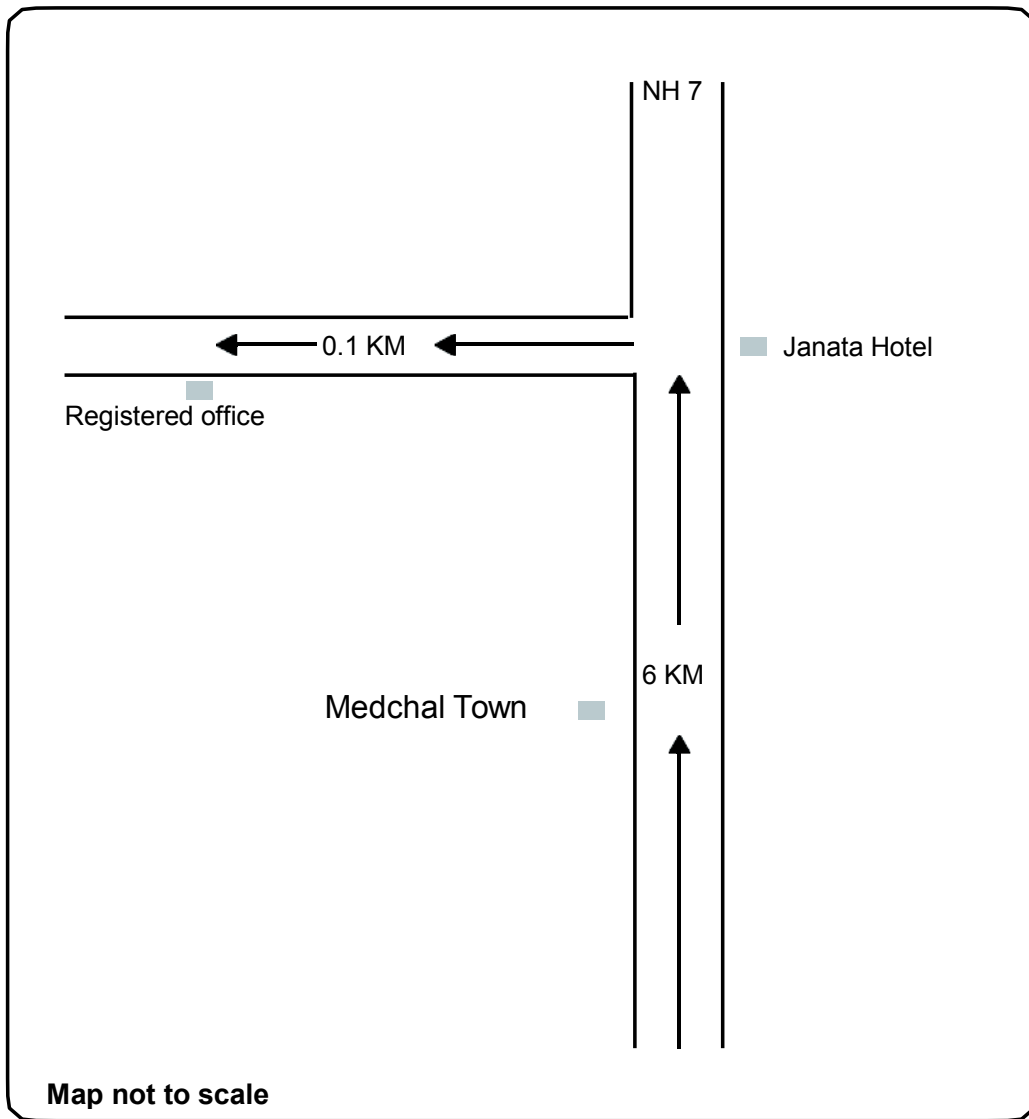 NH 7
0.1 KM
Janata Hotel
Registered office
6 KM
Medchal Town
Map not to scale